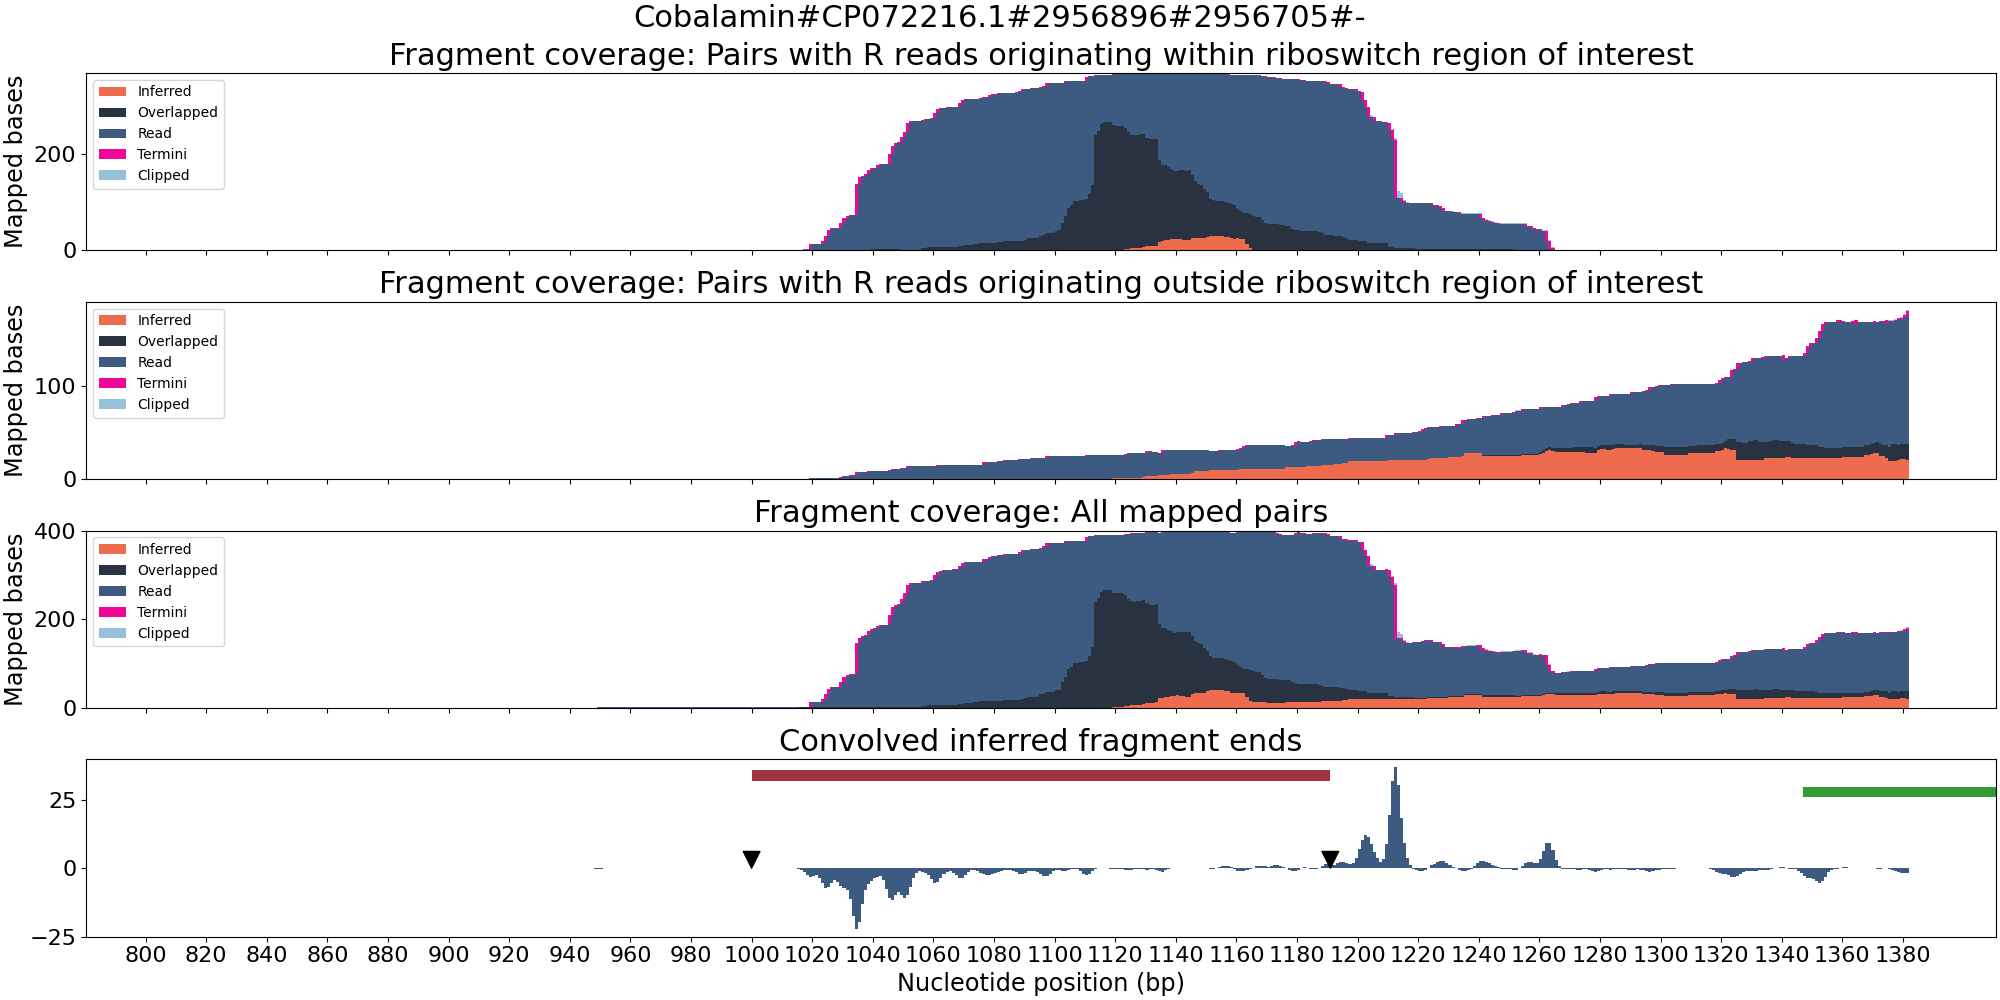 Cobalamin#CP072216.1#2956896#2956705#-
Fragment coverage: Pairs with R reads originating within riboswitch region of interest
Mapped bases
200
0
Inferred
Overlapped
Read
Termini
Clipped
Fragment coverage: Pairs with R reads originating outside riboswitch region of interest
Mapped bases
100
0
Inferred
Overlapped
Read
Termini
Clipped
Fragment coverage: All mapped pairs
Mapped bases
400
200
0
Inferred
Overlapped
Read
Termini
Clipped
Convolved inferred fragment ends
25
0
−25
800 820 840 860 880 900 920 940 960 980 1000 1020 1040 1060 1080 1100 1120 1140 1160 1180 1200 1220 1240 1260 1280 1300 1320 1340 1360 1380
Nucleotide position (bp)